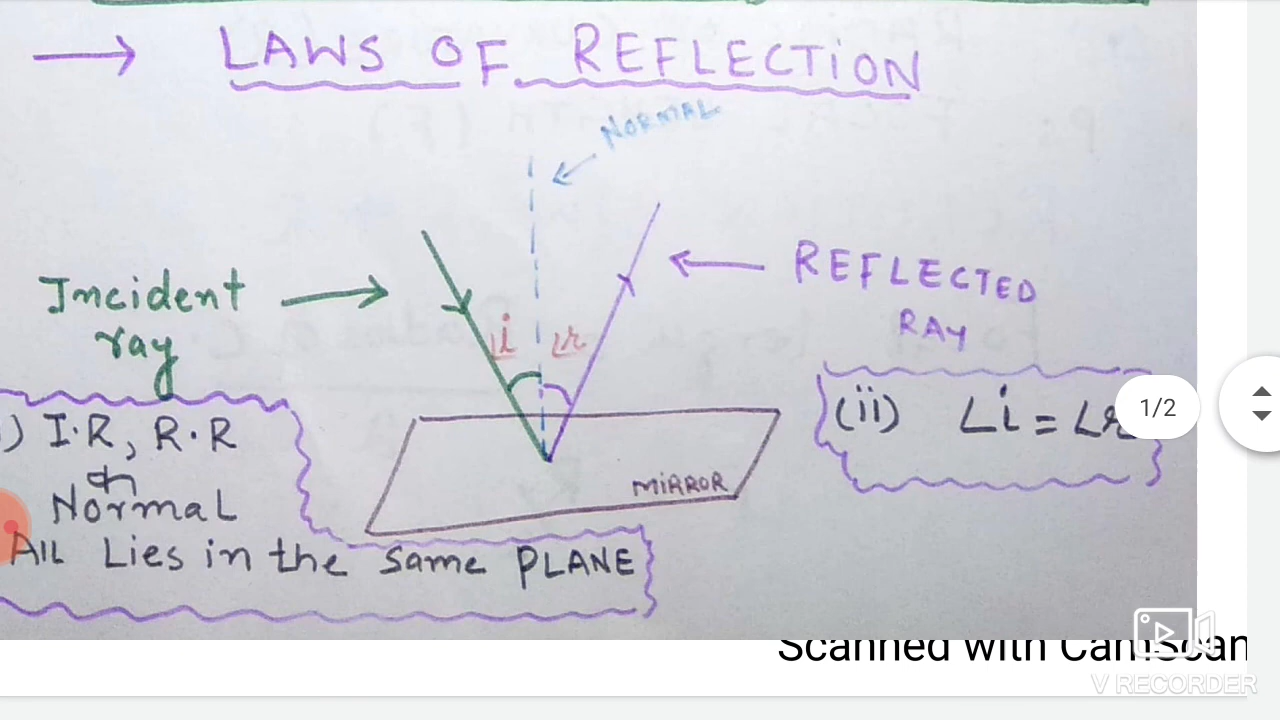 → LAWS OF REFLECTION
NORMAL
Incident
ray
REFLECTED
RAY
∠i
∠r
(ii) ∠i = ∠r
1/2
) I.R, R.R
&
Normal
All Lies in the same PLANE
MIRROR
Scanned with CamScan
V RECORDER